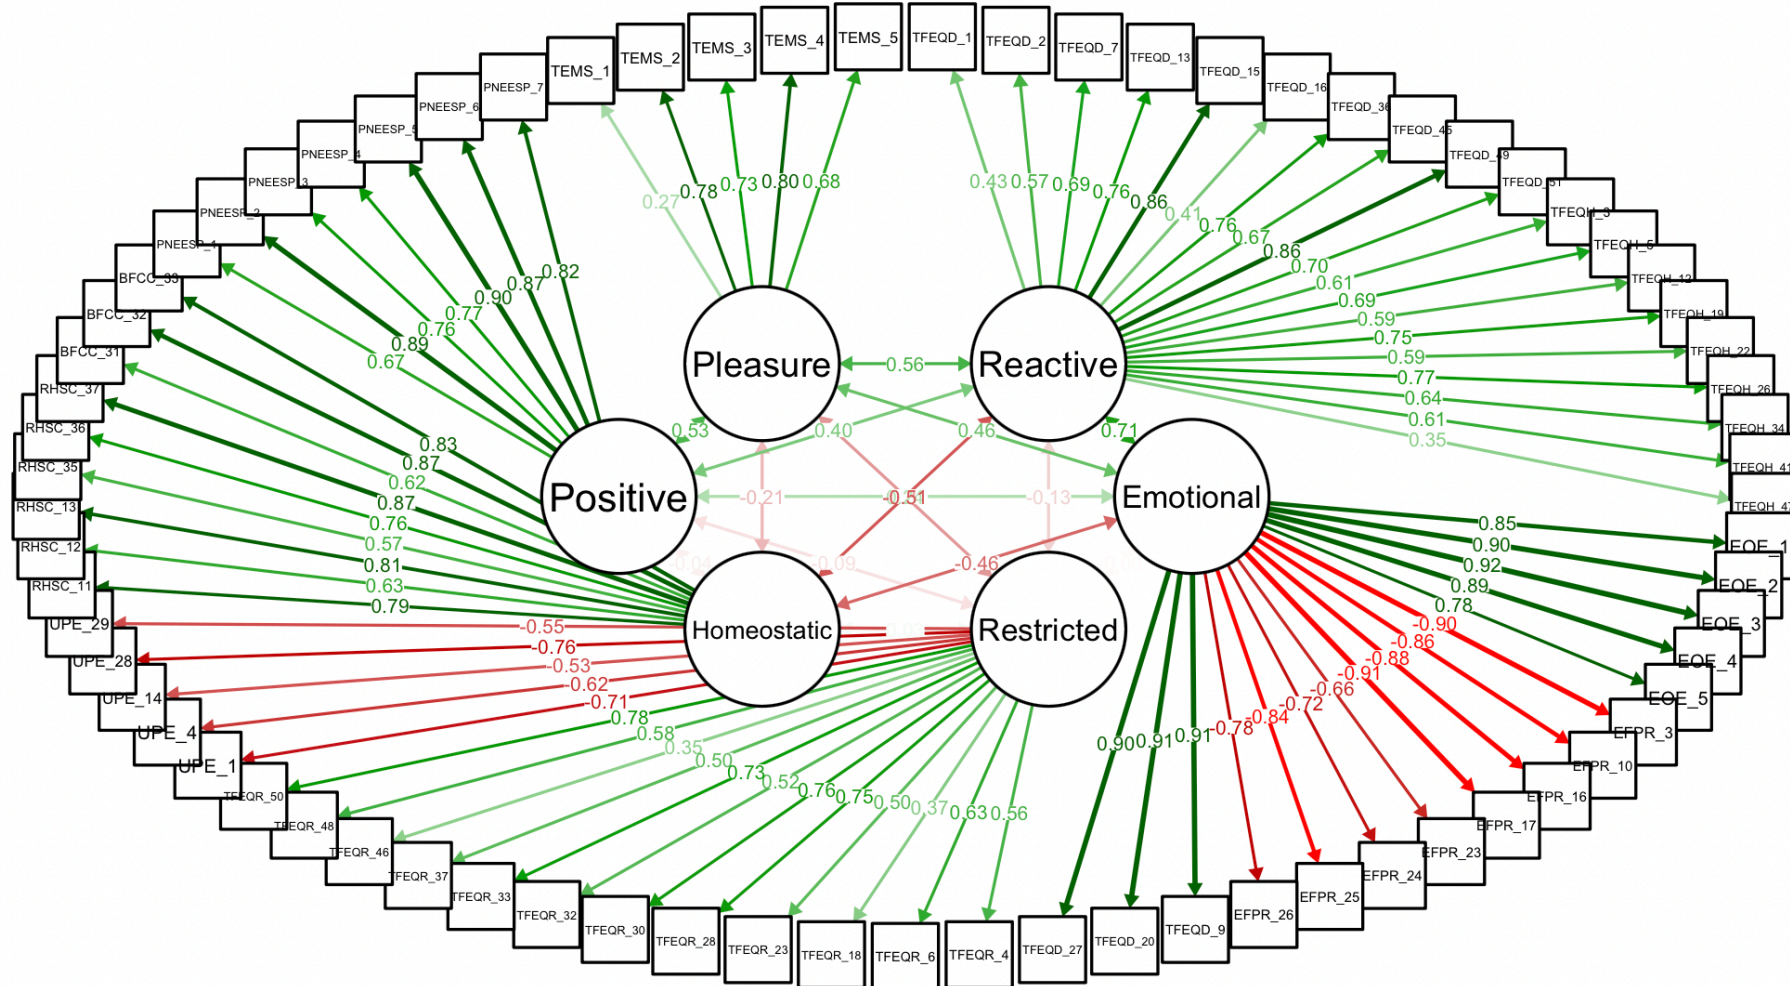 TEMS_1
TEMS_2
TEMS_3
TEMS_4
TEMS_5
TFEQD_1
TFEQD_2
TFEQD_7
TFEQD_13
TFEQD_15
TFEQD_16
TFEQD_36
TFEQD_45
TFEQD_49
TFEQD_51
TFEQH_3
TFEQH_5
TFEQH_12
TFEQH_19
TFEQH_22
TFEQH_26
TFEQH_34
TFEQH_41
TFEQH_47
EOE_1
EOE_2
EOE_3
EOE_4
EOE_5
EFPR_3
EFPR_10
EFPR_16
EFPR_17
EFPR_23
EFPR_24
EFPR_25
EFPR_26
TFEQD_9
TFEQD_20
TFEQD_27
TFEQR_4
TFEQR_6
TFEQR_18
TFEQR_23
TFEQR_28
TFEQR_30
TFEQR_32
TFEQR_33
TFEQR_37
TFEQR_46
TFEQR_48
TFEQR_50
UPE_1
UPE_4
UPE_14
UPE_28
UPE_29
RHSC_11
RHSC_12
RHSC_13
RHSC_35
RHSC_36
RHSC_37
BFCC_31
BFCC_32
BFCC_33
PNEESP_1
PNEESP_2
PNEESP_3
PNEESP_4
PNEESP_5
PNEESP_6
PNEESP_7
0.27
0.78
0.73
0.80
0.68
0.43
0.57
0.69
0.76
0.86
0.41
0.76
0.67
0.86
0.70
0.61
0.69
0.59
0.75
0.59
0.77
0.64
0.61
0.35
0.82
0.87
0.90
0.77
0.76
0.89
0.67
Pleasure
Reactive
Positive
Emotional
Homeostatic
Restricted
0.56
0.53
0.40
0.46
0.71
-0.21
-0.51
-0.13
-0.04
-0.09
-0.46
0.83
0.87
0.62
0.87
0.76
0.57
0.81
0.63
0.79
-0.55
-0.76
-0.53
-0.62
-0.71
0.78
0.58
0.35
0.50
0.73
0.52
0.76
0.75
0.50
0.37
0.63
0.56
0.85
0.90
0.92
0.89
0.78
-0.90
-0.86
-0.88
-0.91
-0.66
-0.72
-0.84
-0.78
0.91
0.91
0.90